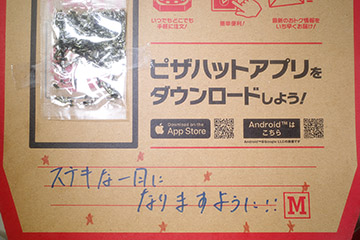 いつでもどこでも
手軽に注文!
簡単便利!
最新のおトク情報を
いち早くお届け!
ピザハットアプリを
ダウンロードしよう!
Download on the
App Store
Android™は
こちら
ステキな一日に
なりますように!!
M